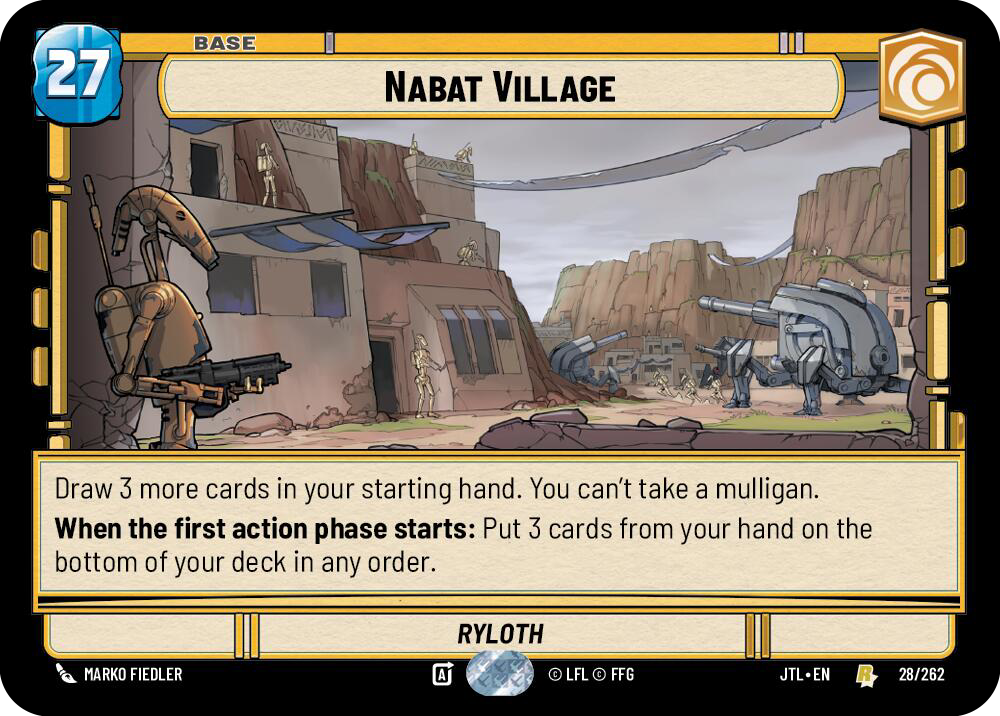 27
BASE
NABAT VILLAGE
Draw 3 more cards in your starting hand. You can't take a mulligan.
When the first action phase starts: Put 3 cards from your hand on the
bottom of your deck in any order.
RYLOTH
MARKO FIEDLER
A
© LFL © FFG
JTL•EN
R
28/262